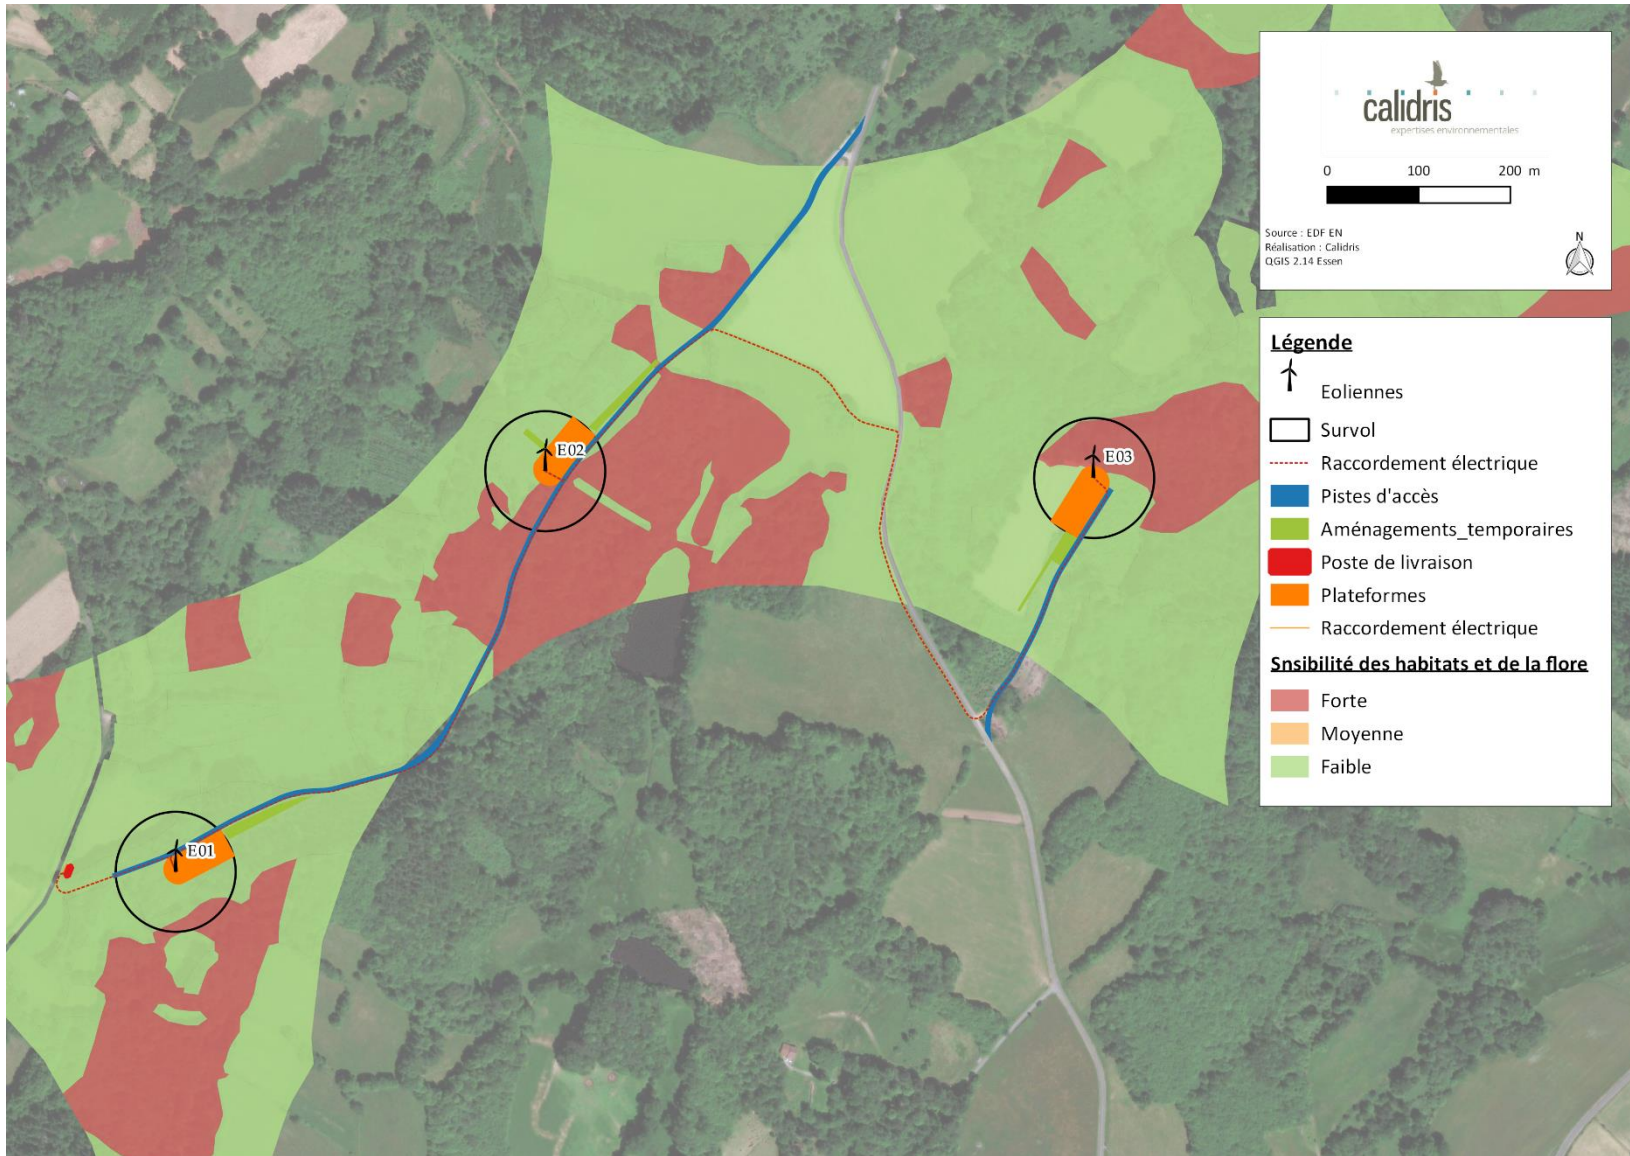 calidris
expertises environnementales
0 100 200 m
Source : EDF EN
Réalisation : Calidris
QGIS 2.14 Essen
N
Légende
Eoliennes
Survol
Raccordement électrique
Pistes d'accès
Aménagements_temporaires
Poste de livraison
Plateformes
Raccordement électrique
Snsibilité des habitats et de la flore
Forte
Moyenne
Faible
E02
E03
E01